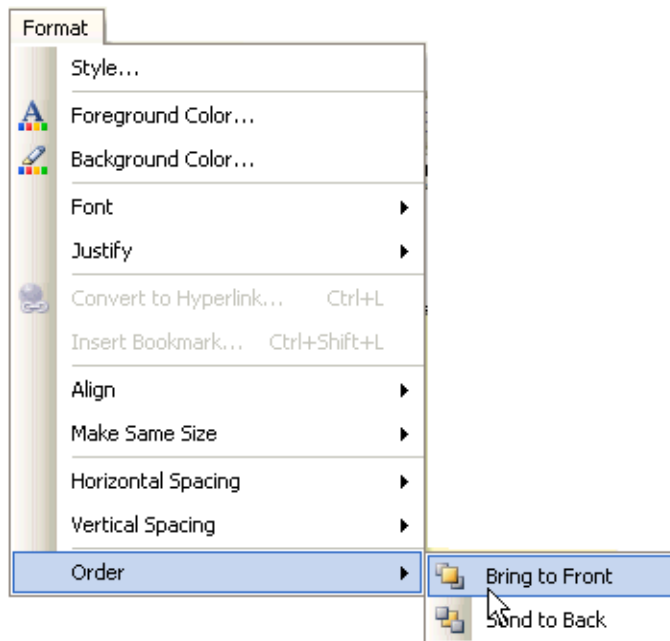 Format
Style...
Foreground Color...
Background Color...
Font
Justify
Convert to Hyperlink... Ctrl+L
Insert Bookmark... Ctrl+Shift+L
Align
Make Same Size
Horizontal Spacing
Vertical Spacing
Order
Bring to Front
Send to Back